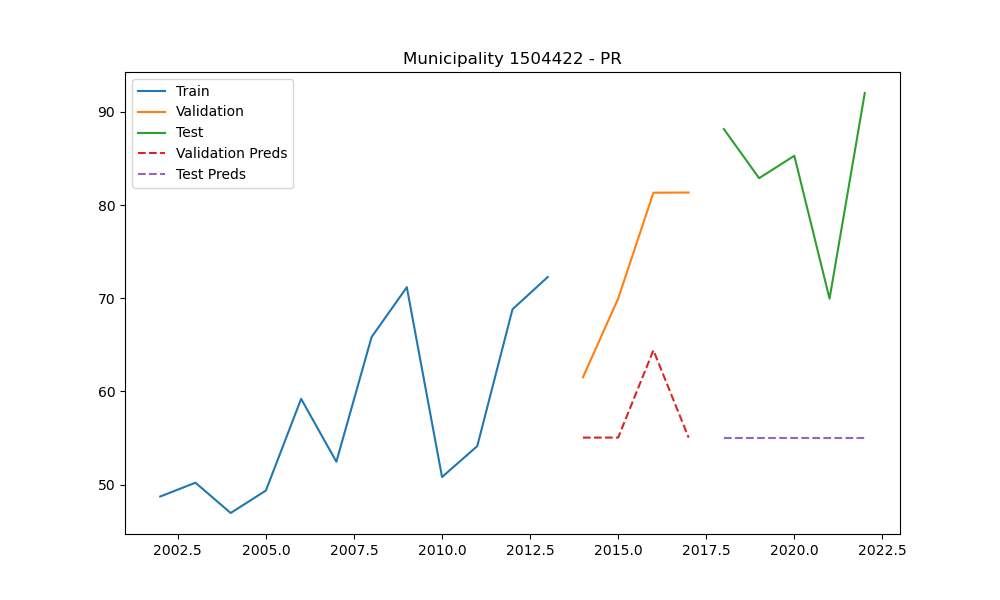 Municipality 1504422 - PR
Train
Validation
Test
Validation Preds
Test Preds
90
80
70
60
50
2002.5 2005.0 2007.5 2010.0 2012.5 2015.0 2017.5 2020.0 2022.5